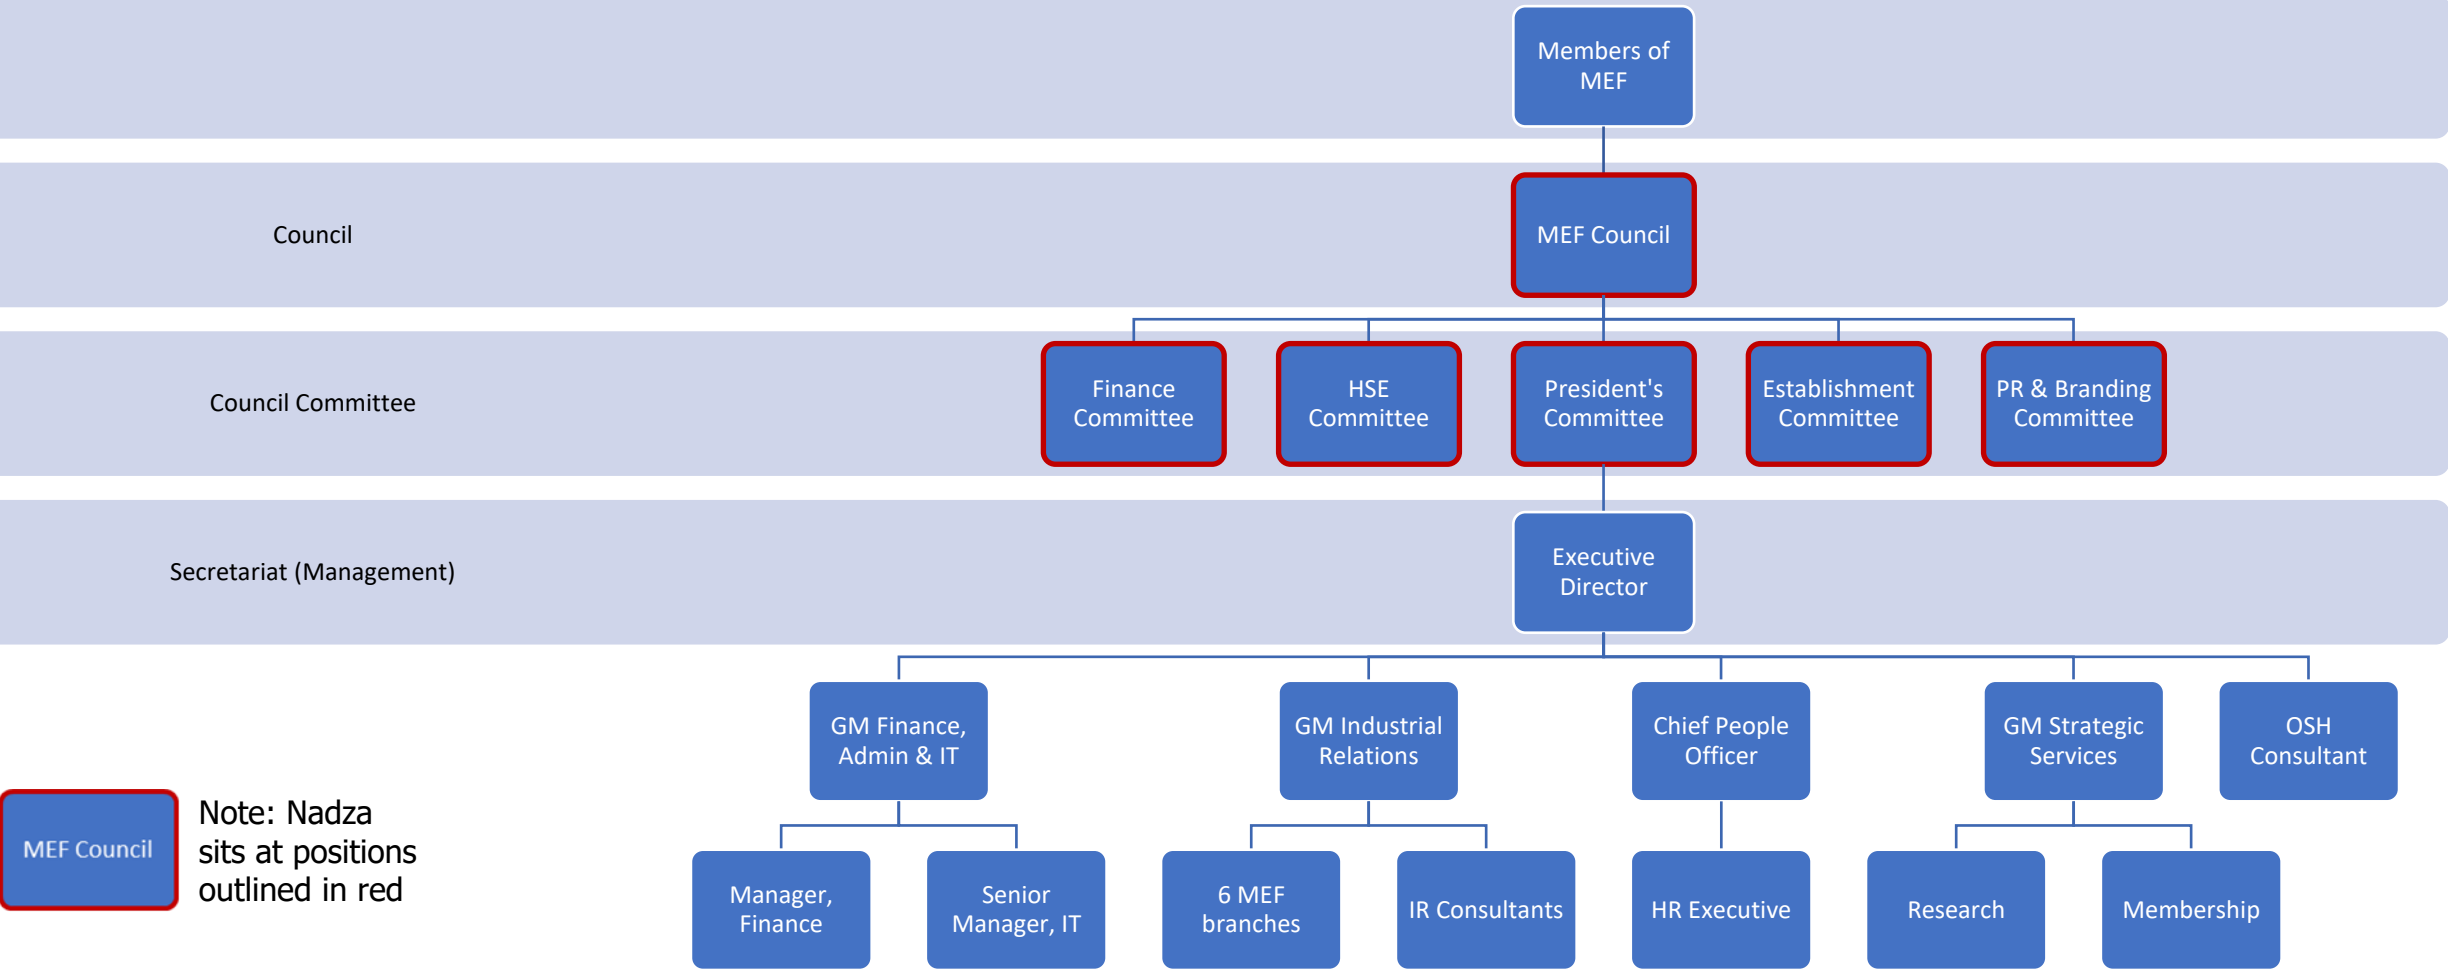 Members of
MEF
Council
MEF Council
Council Committee
Finance
Committee
HSE
Committee
President's
Committee
Establishment
Committee
PR & Branding
Committee
Secretariat (Management)
Executive
Director
GM Finance,
Admin & IT
GM Industrial
Relations
Chief People
Officer
GM Strategic
Services
OSH
Consultant
Manager,
Finance
Senior
Manager, IT
6 MEF
branches
IR Consultants
HR Executive
Research
Membership
MEF Council
Note: Nadza
sits at positions
outlined in red